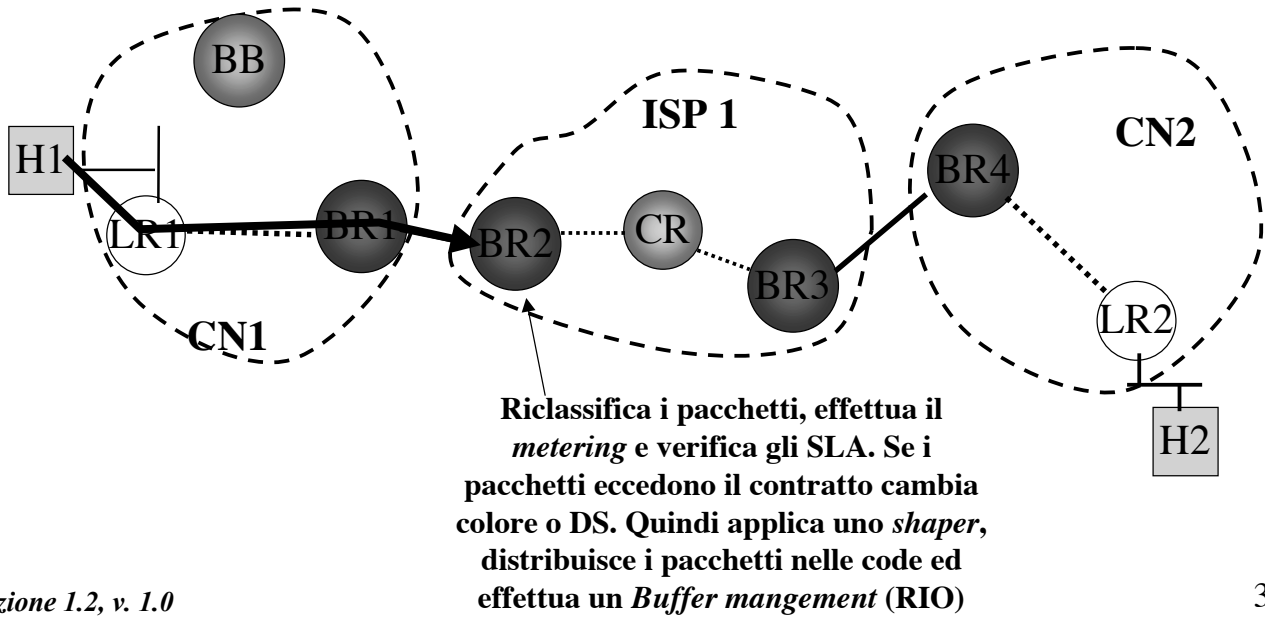 BB
ISP 1
CN2
H1
BR4
LR1
BR1
BR2
CR
BR3
LR2
CN1
H2
Riclassifica i pacchetti, effettua il
metering e verifica gli SLA. Se i
pacchetti eccedono il contratto cambia
colore o DS. Quindi applica uno shaper,
distribuisce i pacchetti nelle code ed
effettua un Buffer mangement (RIO)
zione 1.2, v. 1.0
3